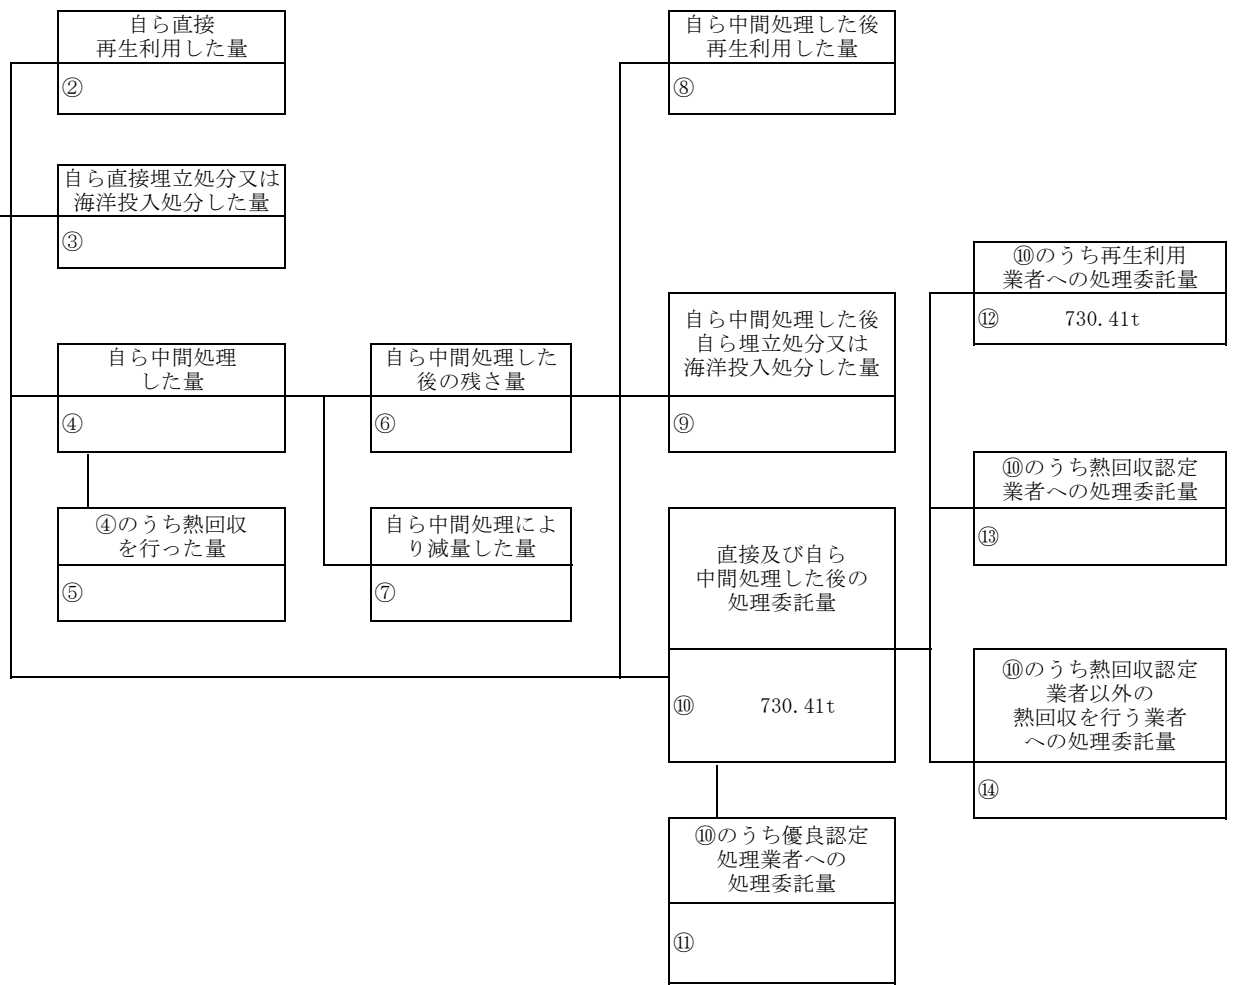 自ら直接
再生利用した量
②
自ら中間処理した後
再生利用した量
⑧
自ら直接埋立処分又は
海洋投入処分した量
③
⑩のうち再生利用
業者への処理委託量
⑫ 730.41t
自ら中間処理した後
自ら埋立処分又は
海洋投入処分した量
⑨
自ら中間処理
した量
④
自ら中間処理した
後の残さ量
⑥
⑩のうち熱回収認定
業者への処理委託量
⑬
④のうち熱回収
を行った量
⑤
自ら中間処理によ
り減量した量
⑦
直接及び自ら
中間処理した後の
処理委託量
⑩ 730.41t
⑩のうち熱回収認定
業者以外の
熱回収を行う業者
への処理委託量
⑭
⑩のうち優良認定
処理業者への
処理委託量
⑪